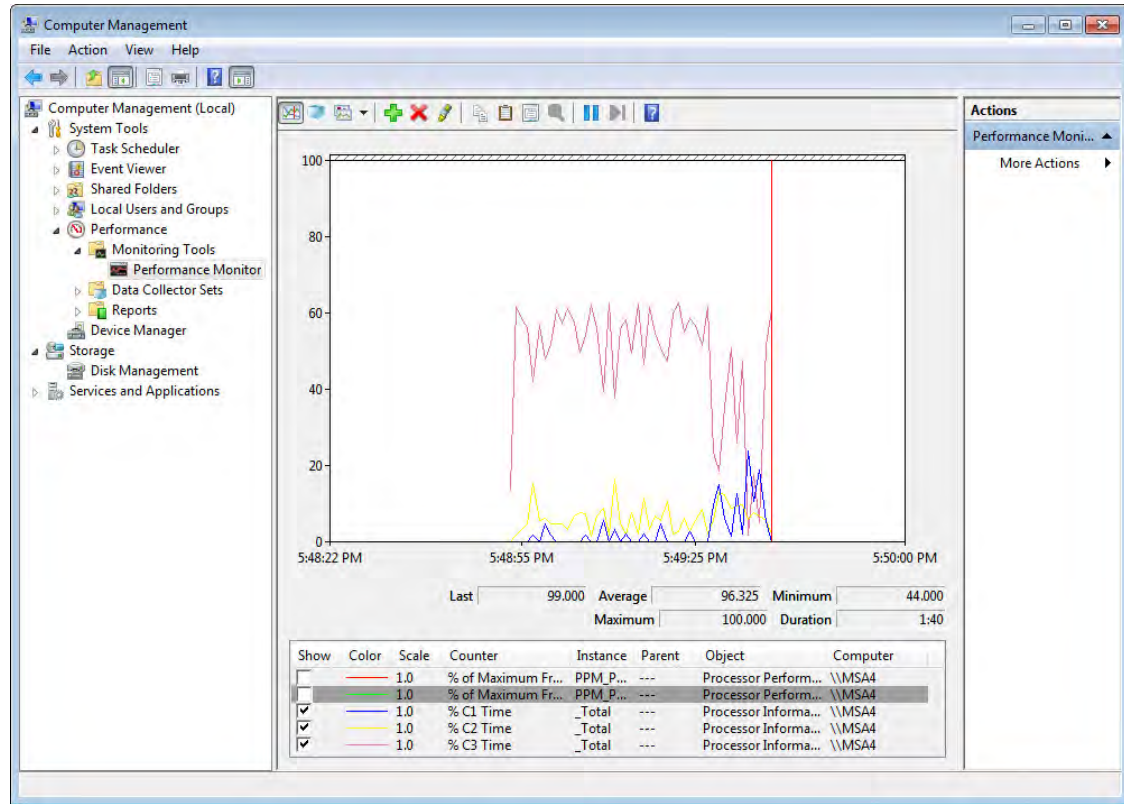 Computer Management
File Action View Help
Computer Management (Local)
System Tools
Task Scheduler
Event Viewer
Shared Folders
Local Users and Groups
Performance
Monitoring Tools
Performance Monitor
Data Collector Sets
Reports
Device Manager
Storage
Disk Management
Services and Applications
100
80
60
40
20
0
5:48:22 PM 5:48:55 PM 5:49:25 PM 5:50:00 PM
Last 99.000 Average 96.325 Minimum 44.000
Maximum 100.000 Duration 1:40
Show Color Scale Counter Instance Parent Object Computer
1.0 % of Maximum Fr... PPM_P... --- Processor Perform... \\MSA4
1.0 % of Maximum Fr... PPM_P... --- Processor Perform... \\MSA4
1.0 % C1 Time _Total --- Processor Informa... \\MSA4
1.0 % C2 Time _Total --- Processor Informa... \\MSA4
1.0 % C3 Time _Total --- Processor Informa... \\MSA4
Actions
Performance Moni...
More Actions